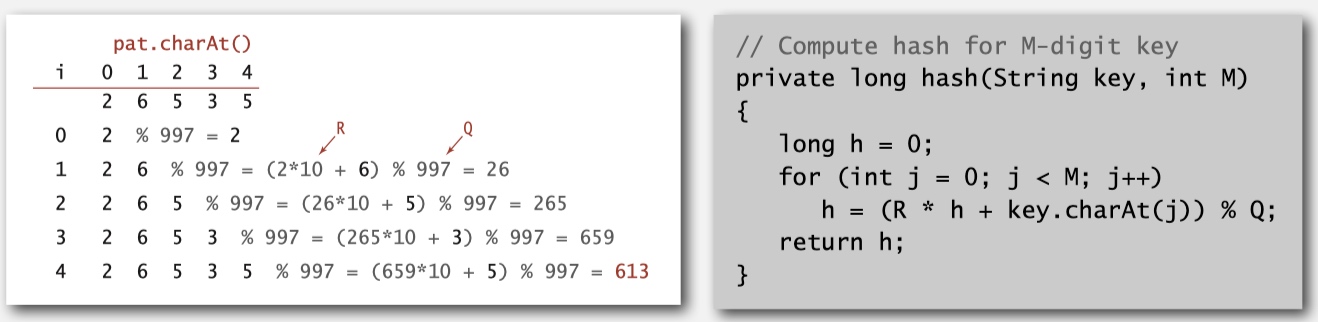 pat.charAt()
i 0 1 2 3 4
2 6 5 3 5
0 2 % 997 = 2
R Q
1 2 6 % 997 = (2*10 + 6) % 997 = 26
2 2 6 5 % 997 = (26*10 + 5) % 997 = 265
3 2 6 5 3 % 997 = (265*10 + 3) % 997 = 659
4 2 6 5 3 5 % 997 = (659*10 + 5) % 997 = 613
// Compute hash for M-digit key
private long hash(String key, int M)
{
long h = 0;
for (int j = 0; j < M; j++)
h = (R * h + key.charAt(j)) % Q;
return h;
}